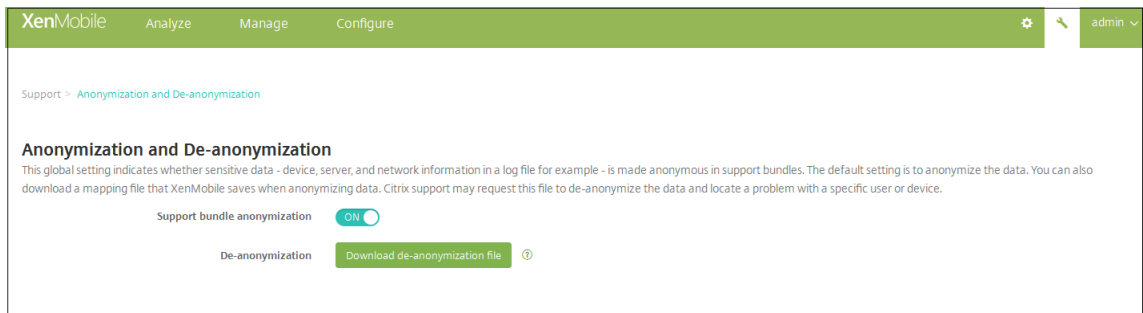 XenMobile Analyze Manage Configure admin
Support > Anonymization and De-anonymization
Anonymization and De-anonymization
This global setting indicates whether sensitive data - device, server, and network information in a log file for example - is made anonymous in support bundles. The default setting is to anonymize the data. You can also
download a mapping file that XenMobile saves when anonymizing data. Citrix support may request this file to de-anonymize the data and locate a problem with a specific user or device.
Support bundle anonymization ON
De-anonymization Download de-anonymization file ?